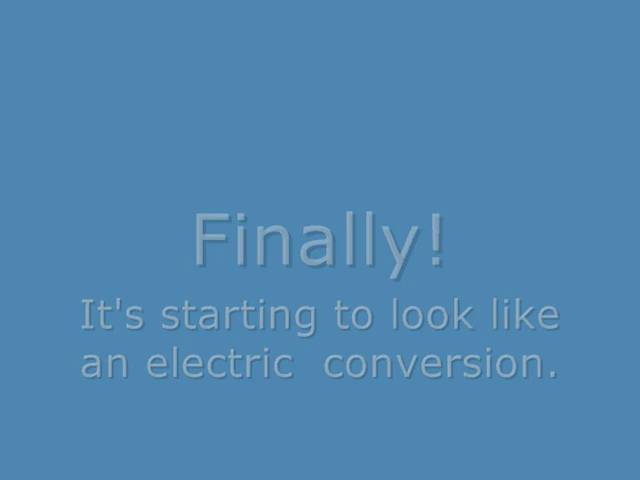 Finally!
It's starting to look like
an electric  conversion.